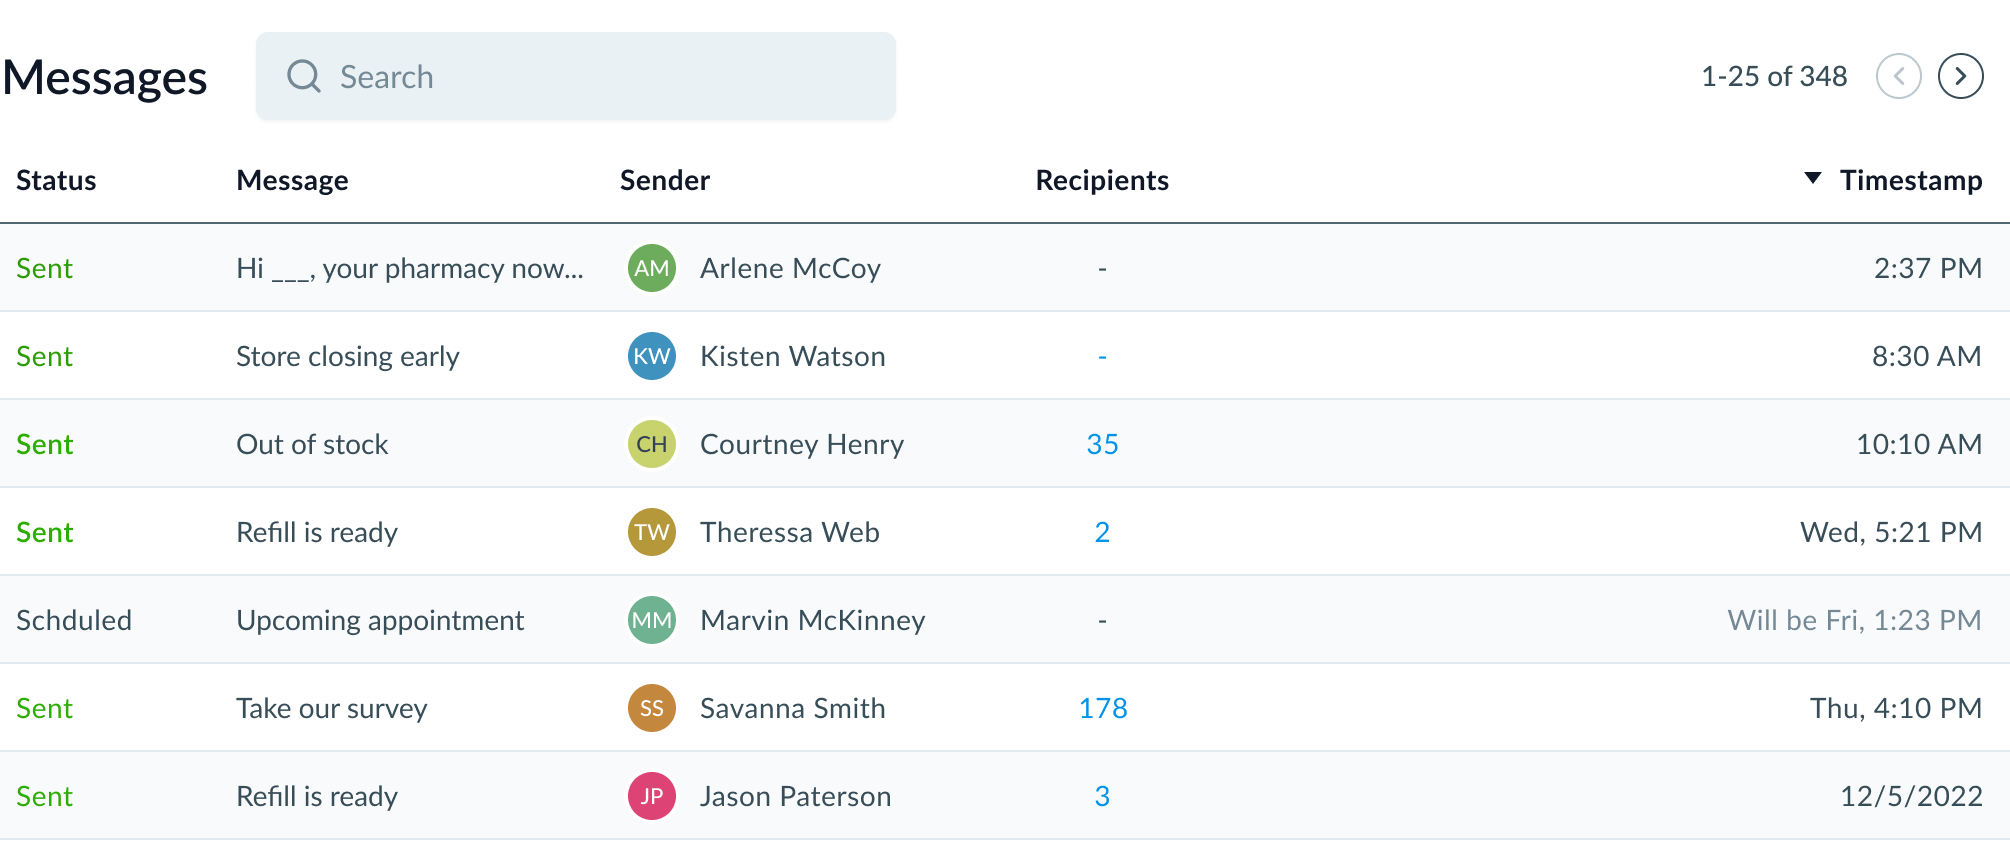 Messages Search 1-25 of 348
Status Message Sender Recipients Timestamp
Sent Hi ___, your pharmacy now... AM Arlene McCoy - 2:37 PM
Sent Store closing early KW Kisten Watson - 8:30 AM
Sent Out of stock CH Courtney Henry 35 10:10 AM
Sent Refill is ready TW Theressa Web 2 Wed, 5:21 PM
Schduled Upcoming appointment MM Marvin McKinney - Will be Fri, 1:23 PM
Sent Take our survey SS Savanna Smith 178 Thu, 4:10 PM
Sent Refill is ready JP Jason Paterson 3 12/5/2022